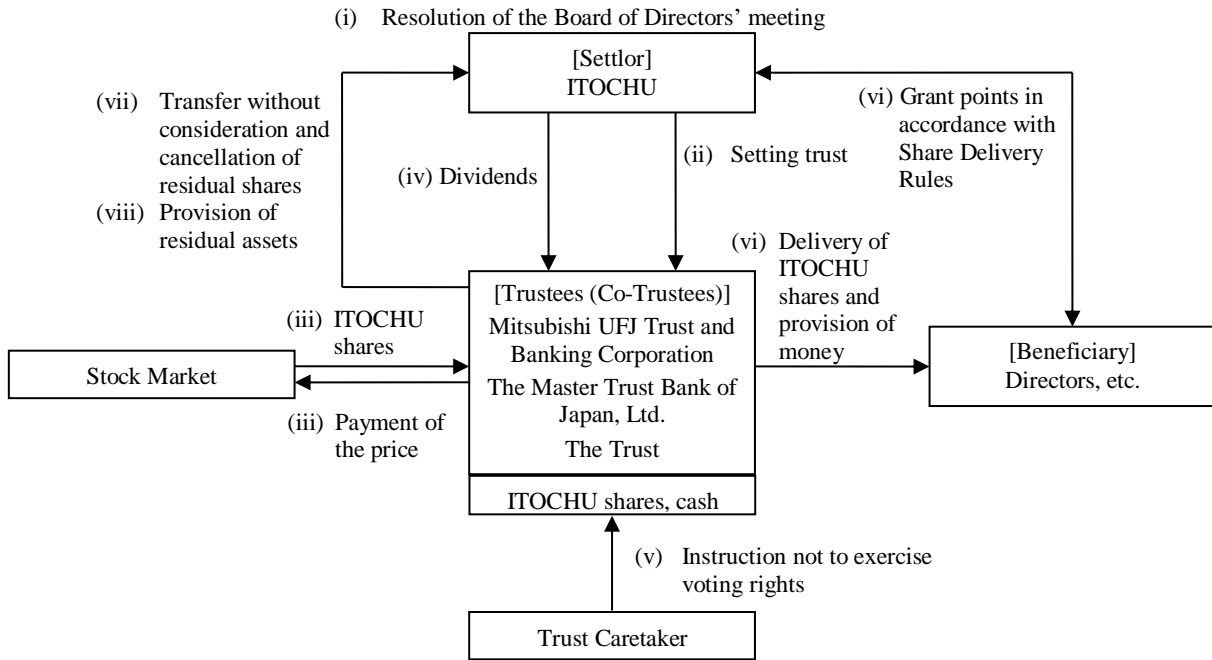 (i) Resolution of the Board of Directors’ meeting
[Settlor]
ITOCHU
(vii) Transfer without
consideration and
cancellation of
residual shares
(viii) Provision of
residual assets
(iv) Dividends
(ii) Setting trust
(vi) Grant points in
accordance with
Share Delivery
Rules
(vi) Delivery of
ITOCHU
shares and
provision of
money
[Trustees (Co-Trustees)]
Mitsubishi UFJ Trust and
Banking Corporation
The Master Trust Bank of
Japan, Ltd.
The Trust
ITOCHU shares, cash
(iii) ITOCHU
shares
Stock Market
(iii) Payment of
the price
[Beneficiary]
Directors, etc.
(v) Instruction not to exercise
voting rights
Trust Caretaker